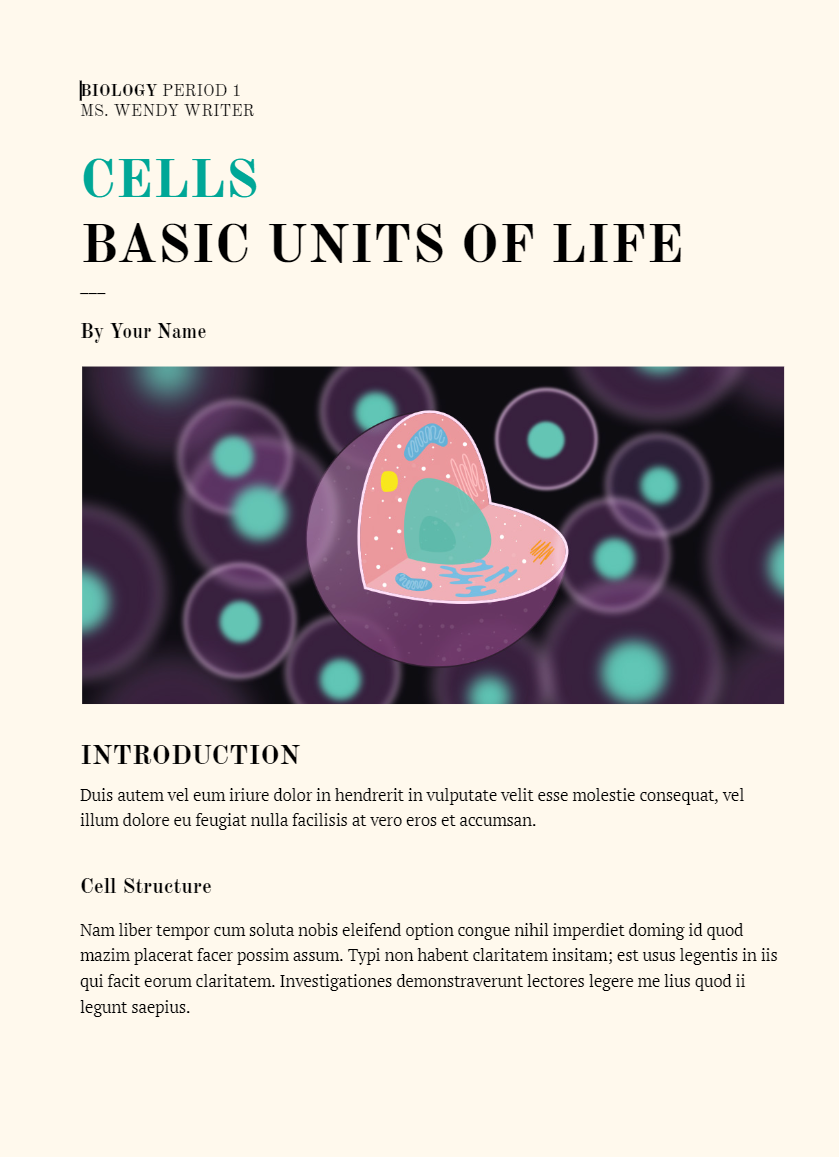 BIOLOGY PERIOD 1
MS. WENDY WRITER
CELLS
BASIC UNITS OF LIFE
By Your Name
INTRODUCTION
Duis autem vel eum iriure dolor in hendrerit in vulputate velit esse molestie consequat, vel
illum dolore eu feugiat nulla facilisis at vero eros et accumsan.
Cell Structure
Nam liber tempor cum soluta nobis eleifend option congue nihil imperdiet doming id quod
mazim placerat facer possim assum. Typi non habent claritatem insitam; est usus legentis in iis
qui facit eorum claritatem. Investigationes demonstraverunt lectores legere me lius quod ii
legunt saepius.